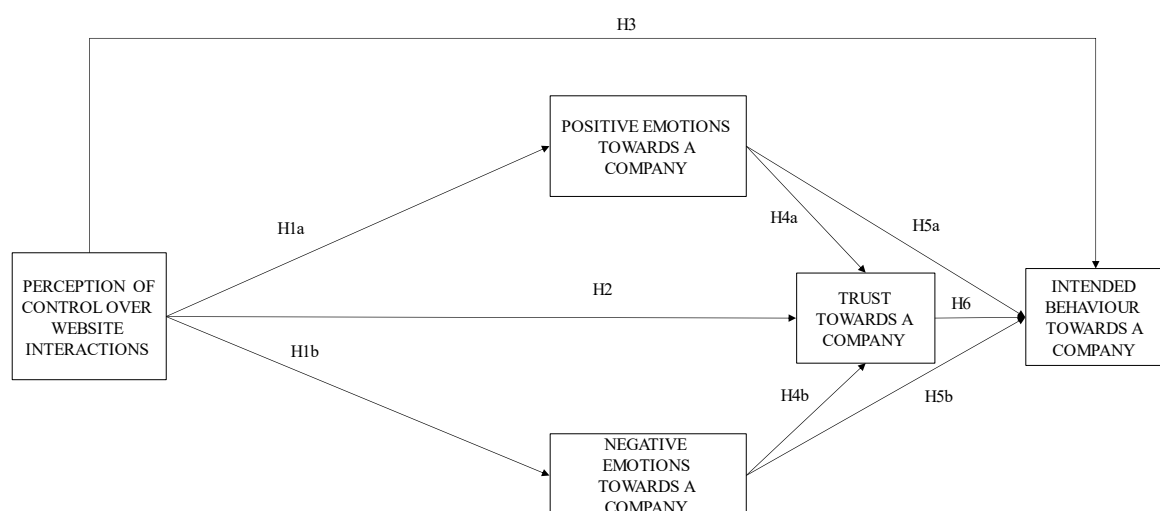 H3
POSITIVE EMOTIONS
TOWARDS A
COMPANY
H4a
H5a
H1a
PERCEPTION OF
CONTROL OVER
WEBSITE
INTERACTIONS
H2
TRUST
TOWARDS A
COMPANY
H6
INTENDED
BEHAVIOUR
TOWARDS A
COMPANY
H1b
H4b
H5b
NEGATIVE
EMOTIONS
TOWARDS A
COMPANY